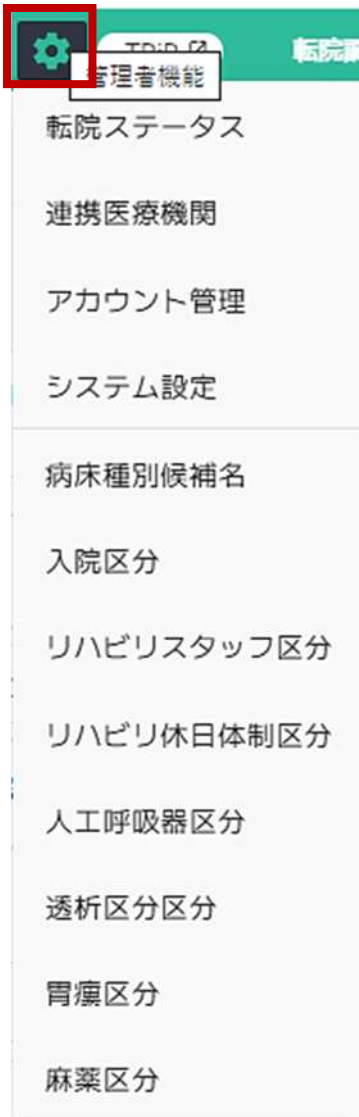 TRiP
転院
管理者機能
転院ステータス
連携医療機関
アカウント管理
システム設定
病床種別候補名
入院区分
リハビリスタッフ区分
リハビリ休日体制区分
人工呼吸器区分
透析区分区分
胃瘻区分
麻薬区分